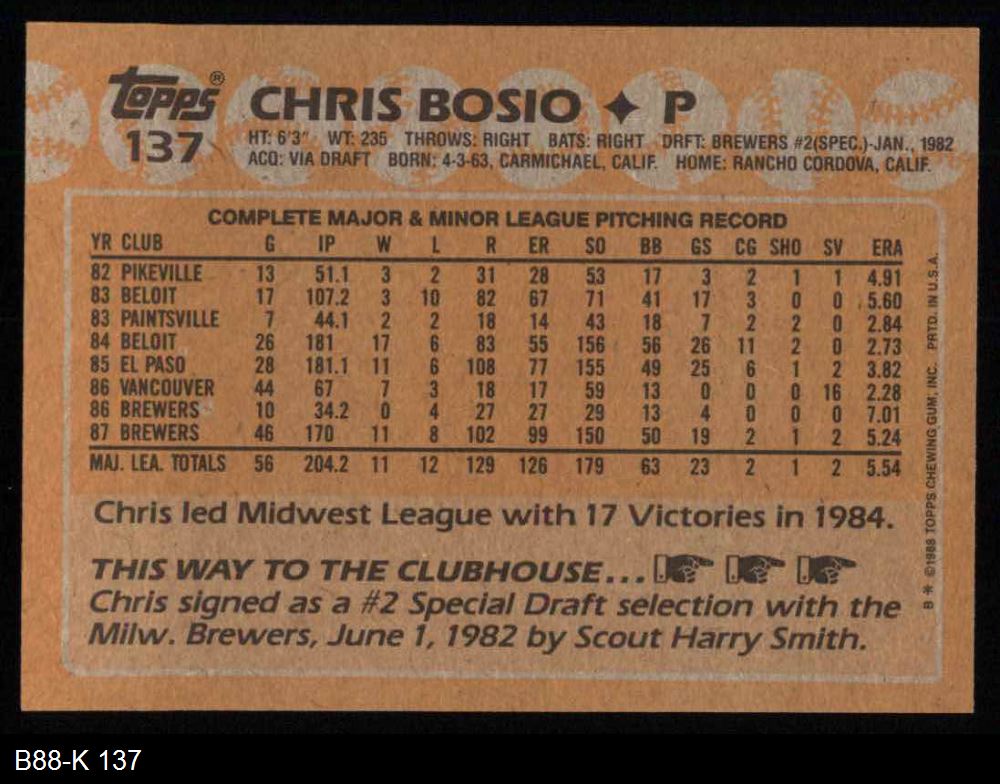 Topps®
137
CHRIS BOSIO ✦ P
HT: 6'3" WT: 235 THROWS: RIGHT BATS: RIGHT DRFT: BREWERS #2(SPEC.)-JAN., 1982
ACQ: VIA DRAFT BORN: 4-3-63, CARMICHAEL, CALIF. HOME: RANCHO CORDOVA, CALIF.
COMPLETE MAJOR & MINOR LEAGUE PITCHING RECORD
YR CLUB G IP W L R ER SO BB GS CG SHO SV ERA
82 PIKEVILLE 13 51.1 3 2 31 28 53 17 3 2 1 1 4.91
83 BELOIT 17 107.2 3 10 82 67 71 41 17 3 0 0 5.60
83 PAINTSVILLE 7 44.1 2 2 18 14 43 18 7 2 2 0 2.84
84 BELOIT 26 181 17 6 83 55 156 56 26 11 2 0 2.73
85 EL PASO 28 181.1 11 6 108 77 155 49 25 6 1 2 3.82
86 VANCOUVER 44 67 7 3 18 17 59 13 0 0 0 16 2.28
86 BREWERS 10 34.2 0 4 27 27 29 13 4 0 0 0 7.01
87 BREWERS 46 170 11 8 102 99 150 50 19 2 1 2 5.24
MAJ. LEA. TOTALS 56 204.2 11 12 129 126 179 63 23 2 1 2 5.54
Chris led Midwest League with 17 Victories in 1984.
THIS WAY TO THE CLUBHOUSE...
Chris signed as a #2 Special Draft selection with the
Milw. Brewers, June 1, 1982 by Scout Harry Smith.
B * ©1988 TOPPS CHEWING GUM, INC. PRTD. IN U.S.A.
B88-K 137